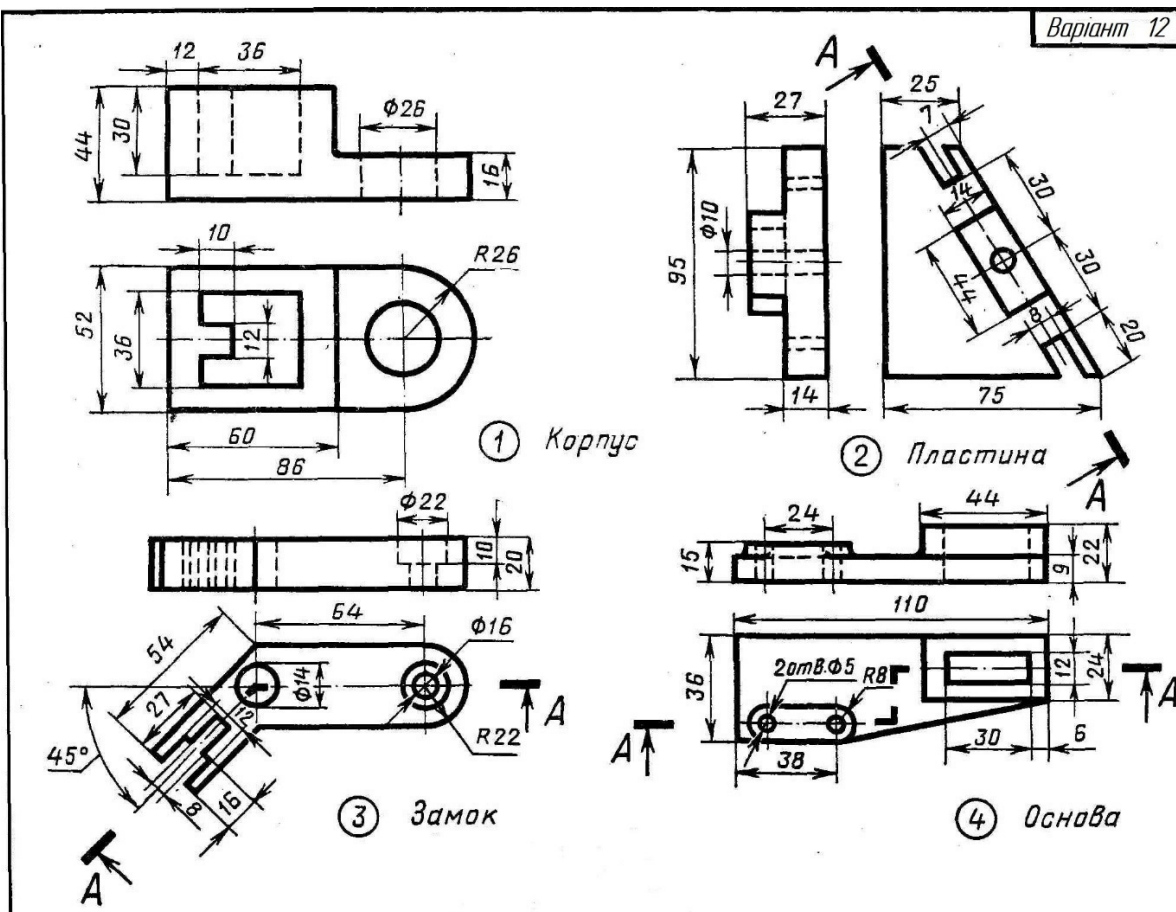 Варіант 12
12
36
44
30
Ф26
16
10
R26
52
36
12
60
86
1 Корпус
А
27
25
7
14
30
Ф10
95
30
44
8
20
14
75
2 Пластина
А
Ф22
10
20
64
54
Ф16
Ф14
27
12
R22
А
45°
8
16
3 Замок
А
44
24
15
22
9
110
36
2отв.Ф5
R8
12
24
А
А
38
30
6
4 Основа